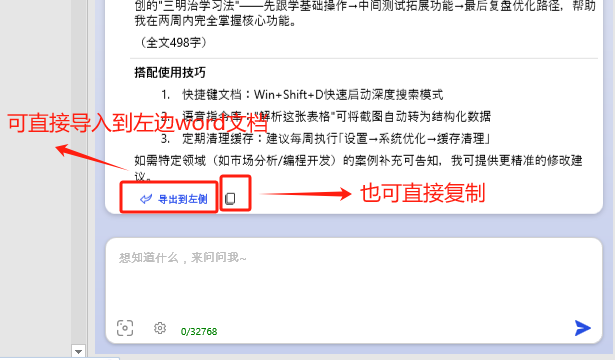 创的"三明治学习法"——先跟学基础操作→中间测试拓展功能→最后复盘优化路径，帮助
我在两周内完全掌握核心功能。
（全文498字）
搭配使用技巧
1. 快捷键文档：Win+Shift+D快速启动深度搜索模式
2. 语音指令库："解析这张表格"可将截图自动转为结构化数据
可直接导入到左边word文档
3. 定期清理缓存：建议每周执行「设置→系统优化→缓存清理」
如需特定领域（如市场分析/编程开发）的案例补充可告知，我可提供更精准的修改建
议。
导出到左侧
也可直接复制
想知道什么，来问问我~
0/32768